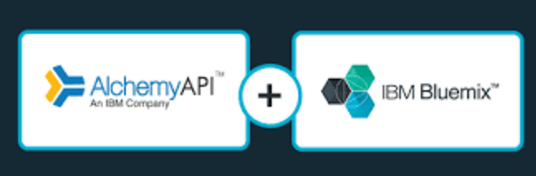 AlchemyAPI™
An IBM Company
+
IBM Bluemix™